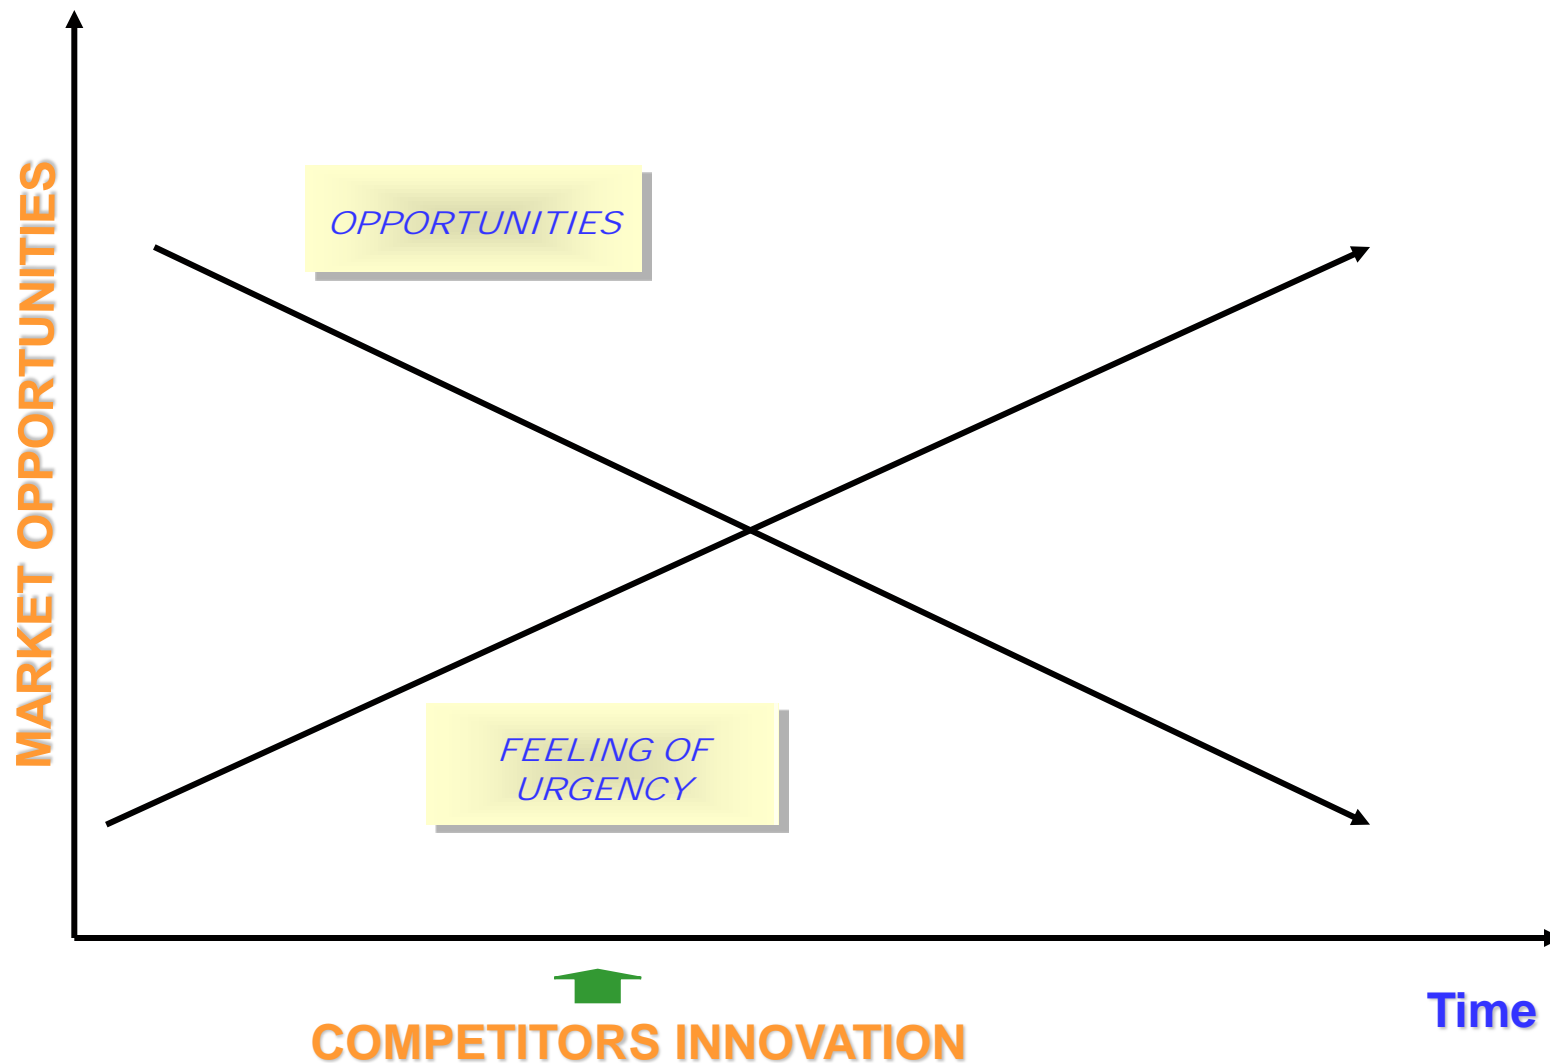 MARKET OPPORTUNITIES
OPPORTUNITIES
FEELING OF
URGENCY
Time
COMPETITORS INNOVATION